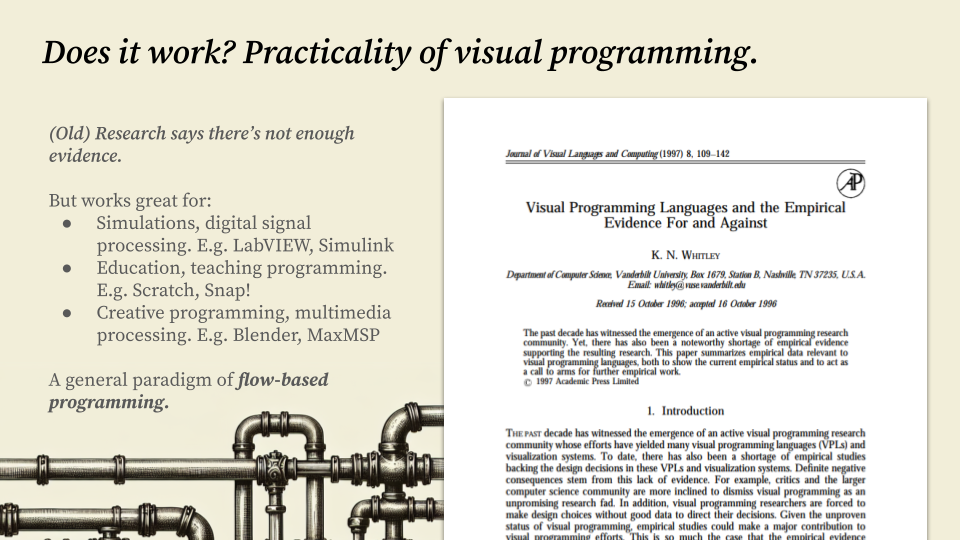 Does it work? Practicality of visual programming.
(Old) Research says there's not enough
evidence.
But works great for:
● Simulations, digital signal
processing. E.g. LabVIEW, Simulink
● Education, teaching programming.
E.g. Scratch, Snap!
● Creative programming, multimedia
processing. E.g. Blender, MaxMSP
A general paradigm of flow-based
programming.
Journal of Visual Languages and Computing (1997) 8, 109–142
AP
Visual Programming Languages and the Empirical
Evidence For and Against
K. N. WHITLEY
Department of Computer Science, Vanderbilt University, Box 1679, Station B, Nashville, TN 37235, U.S.A.
Email: whitley@vuse.vanderbilt.edu
Received 15 October 1996; accepted 16 October 1996
The past decade has witnessed the emergence of an active visual programming research
community. Yet, there has also been a noteworthy shortage of empirical evidence
supporting the resulting research. This paper summarizes empirical data relevant to
visual programming languages, both to show the current empirical status and to act as
a call to arms for further empirical work.
© 1997 Academic Press Limited
1. Introduction
THE PAST decade has witnessed the emergence of an active visual programming research
community whose efforts have yielded many visual programming languages (VPLs) and
visualization systems. To date, there has also been a shortage of empirical studies
backing the design decisions in these VPLs and visualization systems. Definite negative
consequences stem from this lack of evidence. For example, critics and the larger
computer science community are more inclined to dismiss visual programming as an
unpromising research fad. In addition, visual programming researchers are forced to
make design choices without good data to direct their decisions. Given the unproven
status of visual programming, empirical studies could make a major contribution to
visual programming efforts. This is so much the case that the empirical evidence